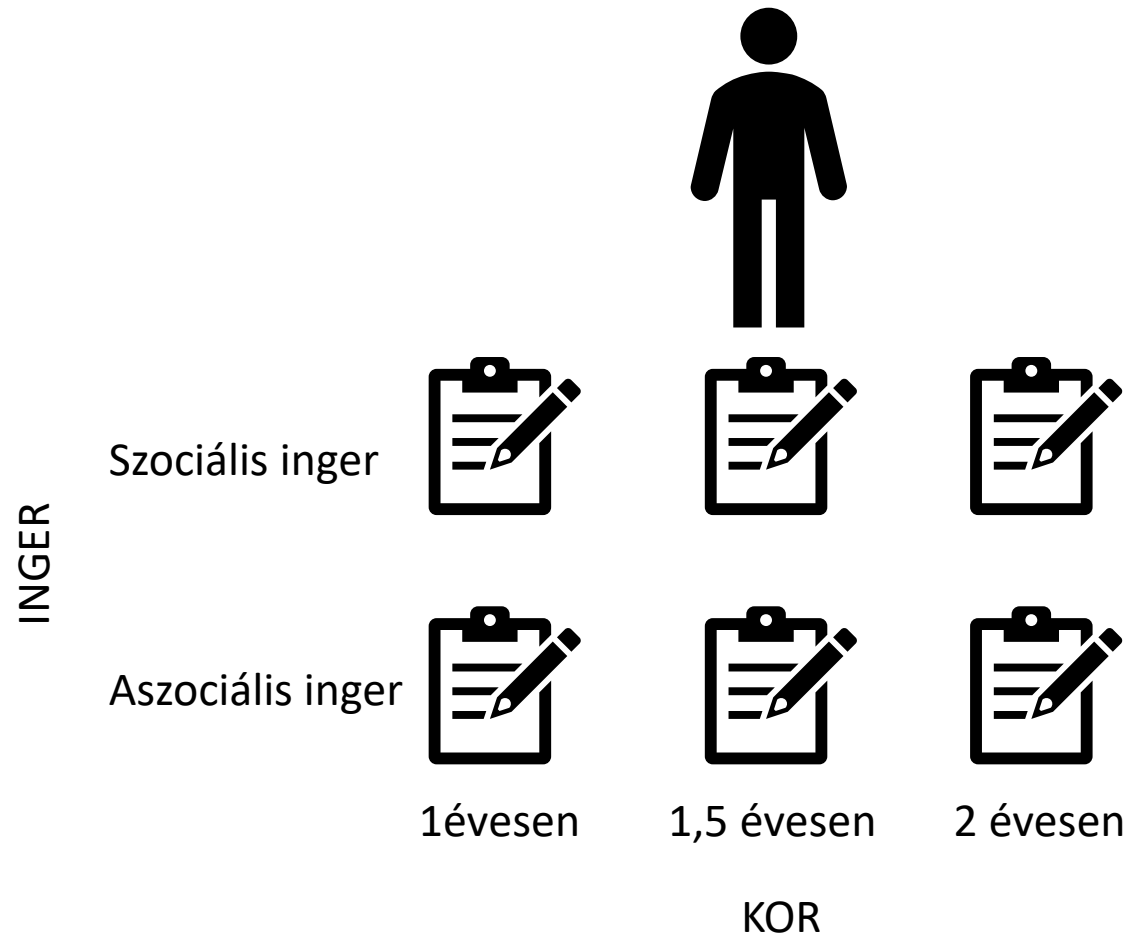 Szociális inger
INGER
Aszociális inger
1évesen 1,5 évesen 2 évesen
KOR